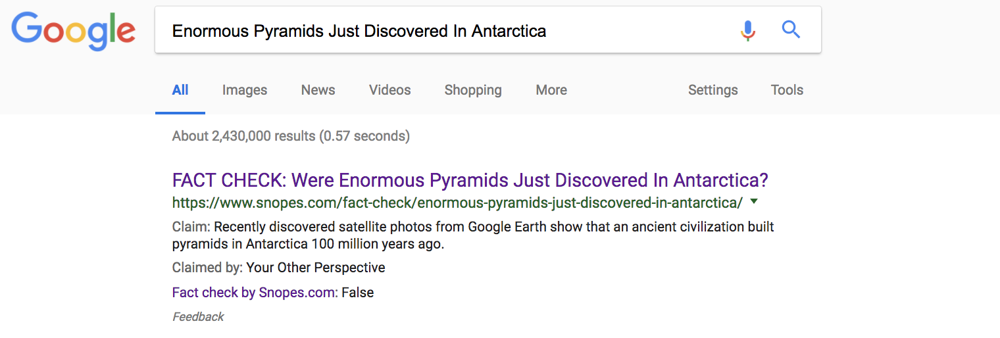 Google
Enormous Pyramids Just Discovered In Antarctica
All Images News Videos Shopping More Settings Tools
About 2,430,000 results (0.57 seconds)
FACT CHECK: Were Enormous Pyramids Just Discovered In Antarctica?
https://www.snopes.com/fact-check/enormous-pyramids-just-discovered-in-antarctica/
Claim: Recently discovered satellite photos from Google Earth show that an ancient civilization built
pyramids in Antarctica 100 million years ago.
Claimed by: Your Other Perspective
Fact check by Snopes.com: False
Feedback